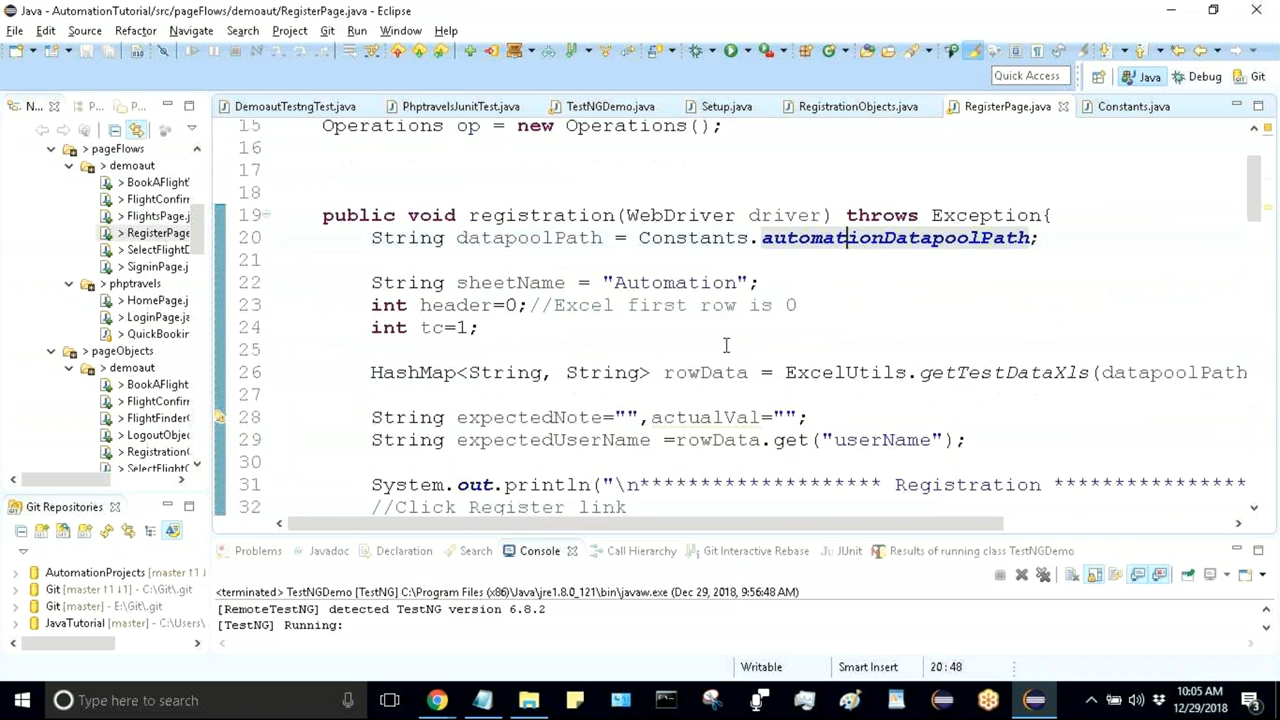 Java - AutomationTutorial/src/pageFlows/demoaut/RegisterPage.java - Eclipse
File Edit Source Refactor Navigate Search Project Git Run Window Help
Quick Access Java Debug Git
N... P... P...
DemoautTestngTest.java PhptravelsJunitTest.java TestNGDemo.java Setup.java RegistrationObjects.java RegisterPage.java Constants.java
> pageFlows
> demoaut
> BookAFlight
> FlightConfirr
> FlightsPage.j
> RegisterPage
> SelectFlightD
> SigninPage.j
> phptravels
> HomePage.j
> LoginPage.ja
> QuickBookin
> pageObjects
> demoaut
> BookAFlight
> FlightConfirr
> FlightFinder(
> LogoutObjec
> Registration(
> SelectFlight(
15 Operations op = new Operations();
16
17
18
19 public void registration(WebDriver driver) throws Exception{
20 String datapoolPath = Constants.automationDatapoolPath;
21
22 String sheetName = "Automation";
23 int header=0;//Excel first row is 0
24 int tc=1;
25
26 HashMap<String, String> rowData = ExcelUtils.getTestDataXls(datapoolPath
27
28 String expectedNote="",actualVal="";
29 String expectedUserName =rowData.get("userName");
30
31 System.out.println("\n******************** Registration ****************
32 //Click Register link
Git Repositories
AutomationProjects [master ↑1 ↓1]
Git [master ↑1 ↓1] - C:\Git\.git
Git [master] - E:\Git\.git
JavaTutorial [master] - C:\Users\
Problems Javadoc Declaration Search Console Call Hierarchy Git Interactive Rebase JUnit Results of running class TestNGDemo
<terminated> TestNGDemo [TestNG] C:\Program Files (x86)\Java\jre1.8.0_121\bin\javaw.exe (Dec 29, 2018, 9:56:48 AM)
[RemoteTestNG] detected TestNG version 6.8.2
[TestNG] Running:
Writable Smart Insert 20:48
Type here to search
10:05 AM
12/29/2018
3